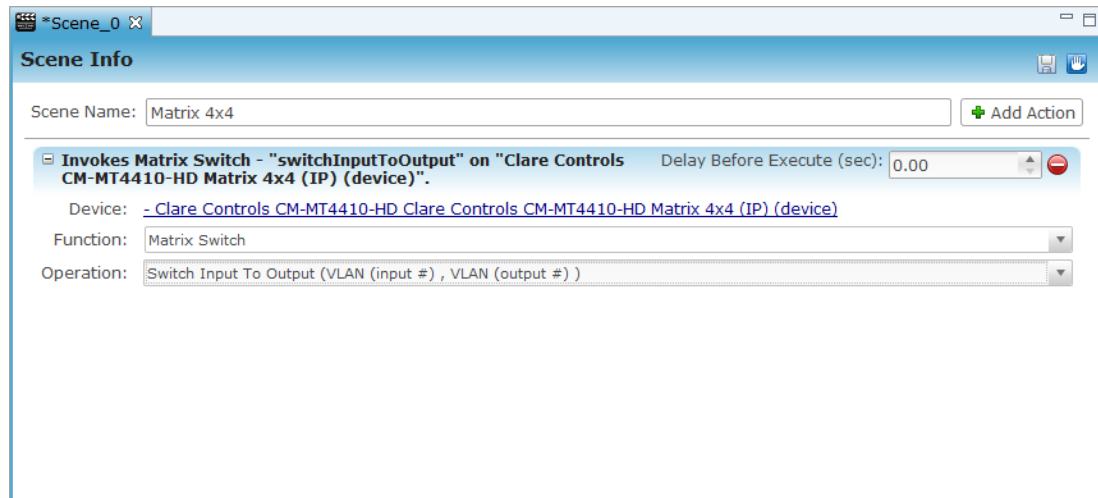 *Scene_0
Scene Info
Scene Name: Matrix 4x4 Add Action
Invokes Matrix Switch - "switchInputToOutput" on "Clare Controls Delay Before Execute (sec): 0.00
CM-MT4410-HD Matrix 4x4 (IP) (device)".
Device: - Clare Controls CM-MT4410-HD Clare Controls CM-MT4410-HD Matrix 4x4 (IP) (device)
Function: Matrix Switch
Operation: Switch Input To Output (VLAN (input #) , VLAN (output #) )